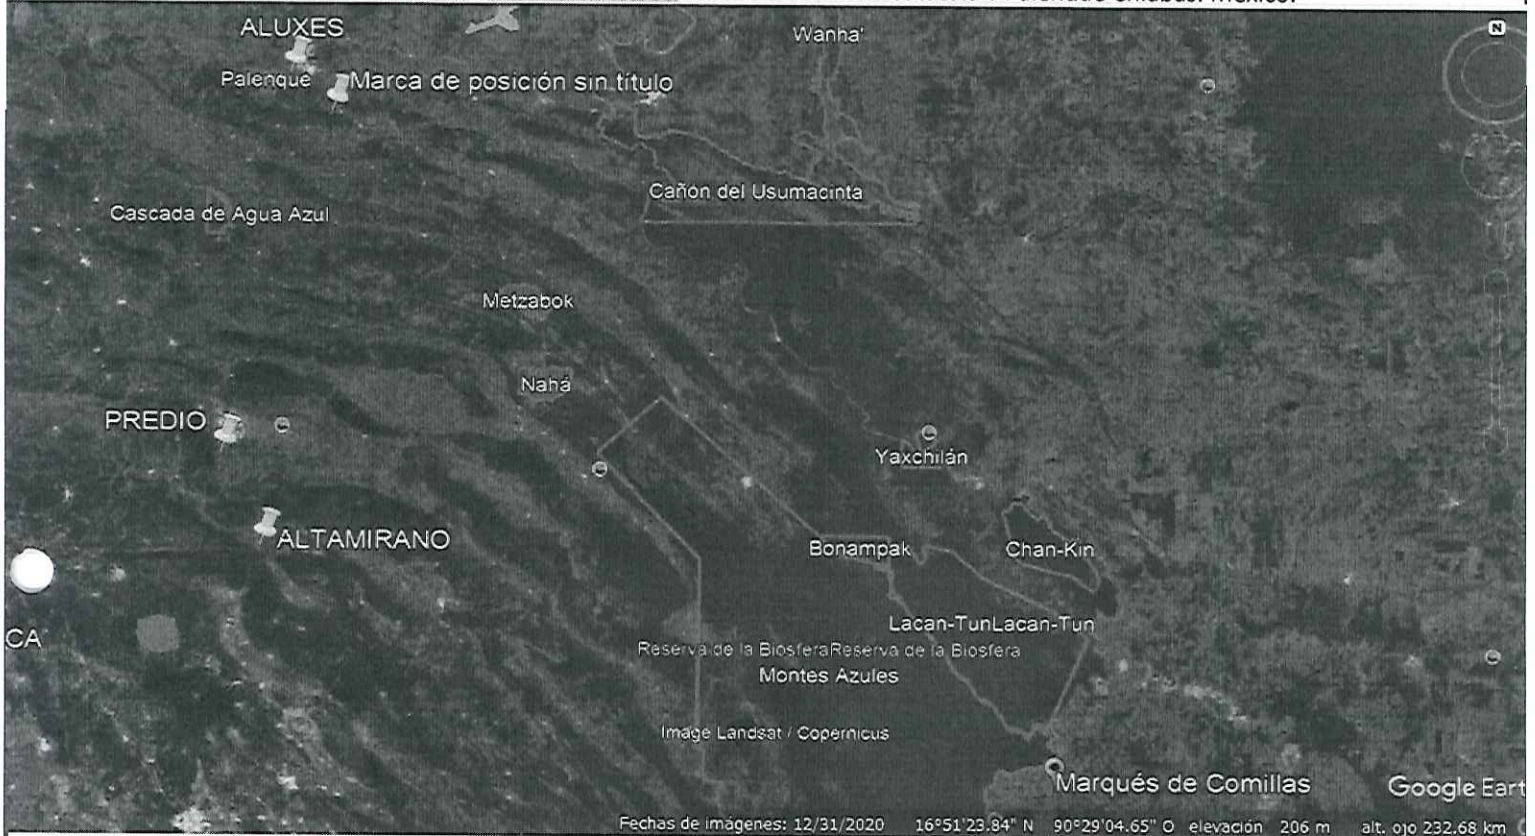 Chiapas. México.
ALUXES
Wanha'
N
Palenque
Marca de posición sin título
Cañón del Usumacinta
Cascada de Agua Azul
Metzabok
Nahá
PREDIO
Yaxchilán
ALTAMIRANO
Bonampak
Chan-Kin
CA
Lacan-TunLacan-Tun
Reserva de la BiosferaReserva de la Biosfera
Montes Azules
Image Landsat / Copernicus
Marqués de Comillas
Google Eart
Fechas de imágenes: 12/31/2020 16°51'23.84" N 90°29'04.65" O elevación 206 m alt. ojo 232.68 km